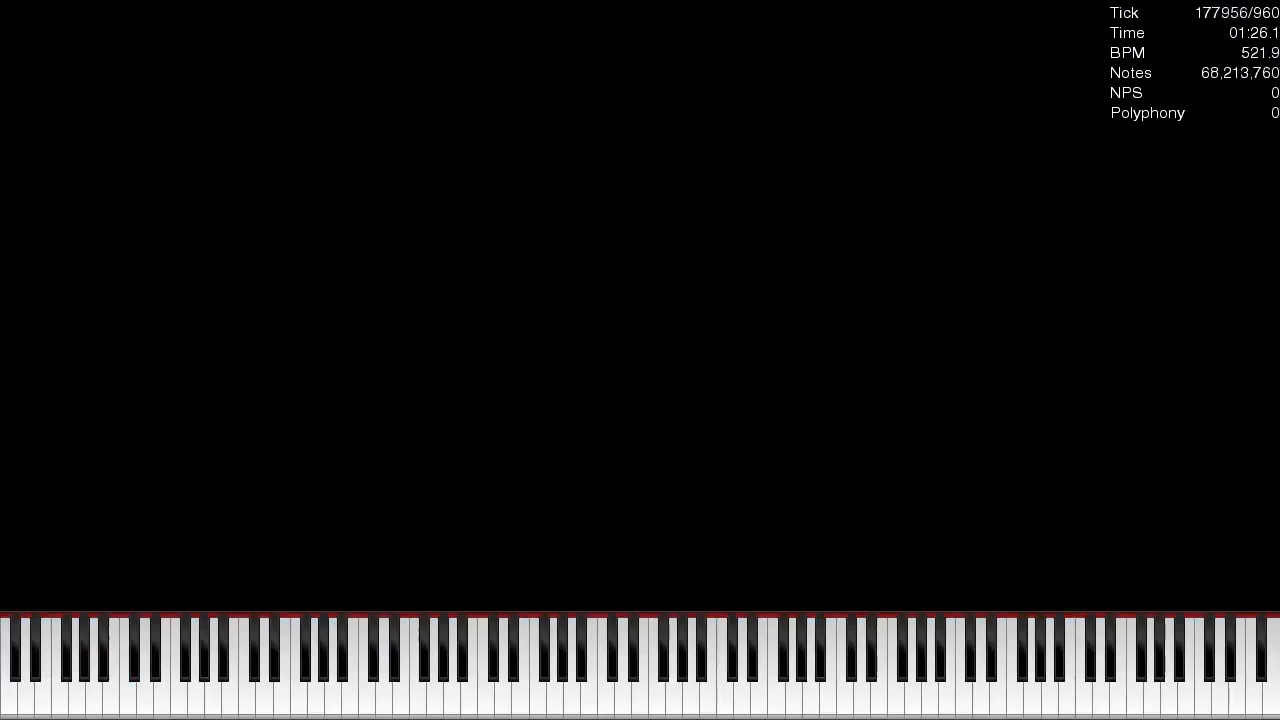 Tick 177956/960
Time 01:26.1
BPM 521.9
Notes 68,213,760
NPS 0
Polyphony 0